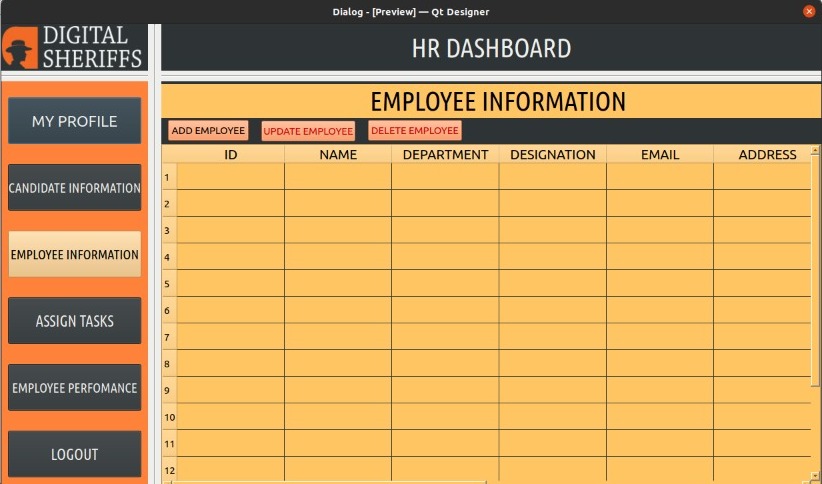 Dialog - [Preview] — Qt Designer
DIGITAL
SHERIFFS
HR DASHBOARD
MY PROFILE
CANDIDATE INFORMATION
EMPLOYEE INFORMATION
ASSIGN TASKS
EMPLOYEE PERFOMANCE
LOGOUT
EMPLOYEE INFORMATION
ADD EMPLOYEE UPDATE EMPLOYEE DELETE EMPLOYEE
ID NAME DEPARTMENT DESIGNATION EMAIL ADDRESS
1
2
3
4
5
6
7
8
9
10
11
12